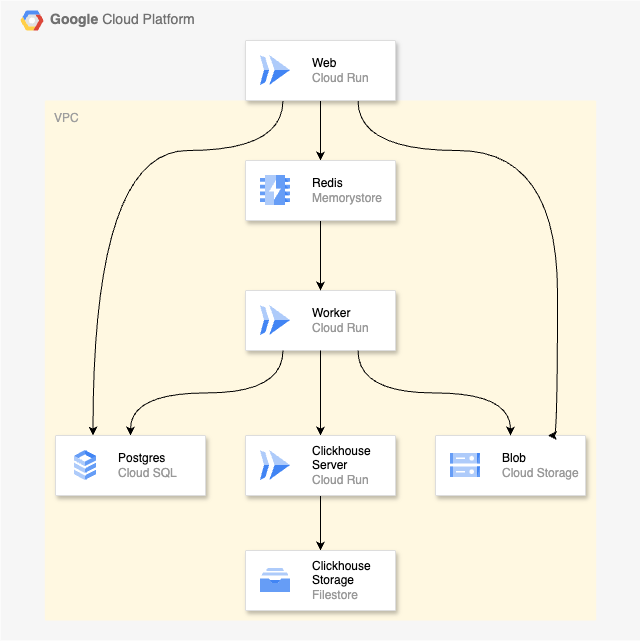 Google Cloud Platform
Web
Cloud Run
VPC
Redis
Memorystore
Worker
Cloud Run
Postgres
Cloud SQL
Clickhouse
Server
Cloud Run
Blob
Cloud Storage
Clickhouse
Storage
Filestore